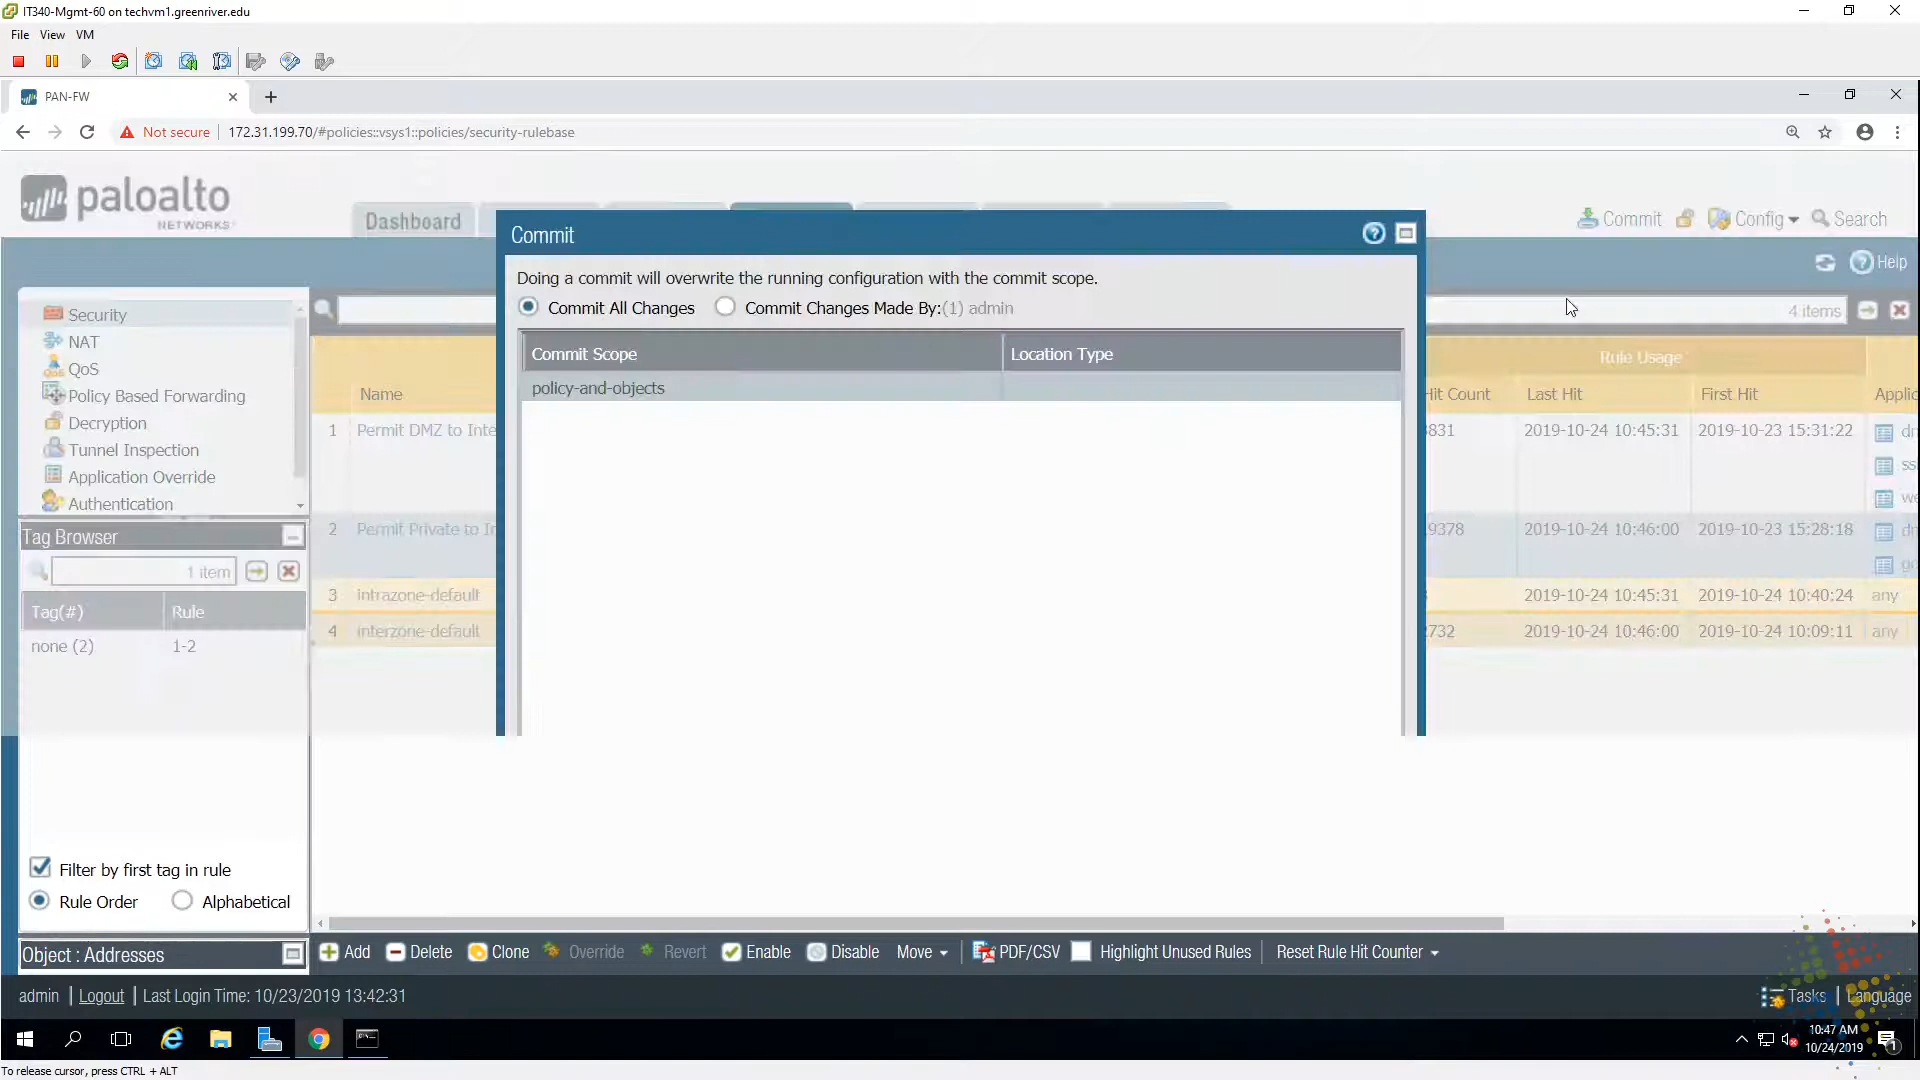 IT340-Mgmt-60 on techvm1.greenriver.edu
File View VM
PAN-FW
Not secure 172.31.199.70/#policies::vsys1::policies/security-rulebase
paloalto
NETWORKS
Dashboard
Commit
Config
Search
Help
Commit
Doing a commit will overwrite the running configuration with the commit scope.
Commit All Changes
Commit Changes Made By:(1) admin
Commit Scope
Location Type
policy-and-objects
Security
NAT
QoS
Policy Based Forwarding
Decryption
Tunnel Inspection
Application Override
Authentication
4 items
Rule Usage
Name
Hit Count
Last Hit
First Hit
Applic
1 Permit DMZ to Inte
831 2019-10-24 10:45:31 2019-10-23 15:31:22
2 Permit Private to In
9378 2019-10-24 10:46:00 2019-10-23 15:28:18
3 intrazone-default
2019-10-24 10:45:31 2019-10-24 10:40:24 any
4 interzone-default
732 2019-10-24 10:46:00 2019-10-24 10:09:11 any
Tag Browser
1 item
Tag(#) Rule
none (2) 1-2
Filter by first tag in rule
Rule Order
Alphabetical
Object : Addresses
Add Delete Clone Override Revert Enable Disable Move PDF/CSV Highlight Unused Rules Reset Rule Hit Counter
admin | Logout | Last Login Time: 10/23/2019 13:42:31
Tasks | Language
10:47 AM
10/24/2019
1
To release cursor, press CTRL + ALT